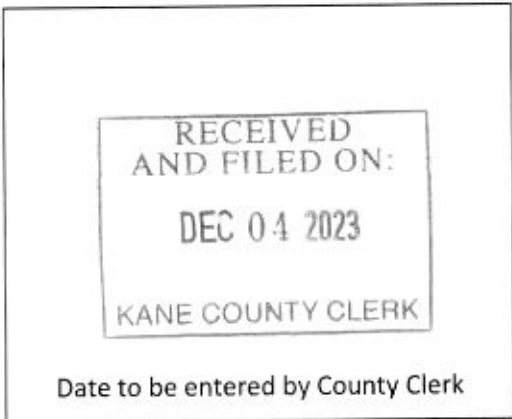 RECEIVED
AND FILED ON:
DEC 04 2023
KANE COUNTY CLERK
Date to be entered by County Clerk